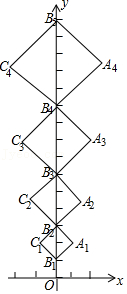 y
B₅
C₄ A₄
B₄
C₃ A₃
B₃
C₂ A₂
B₂
C₁ A₁
B₁
O x